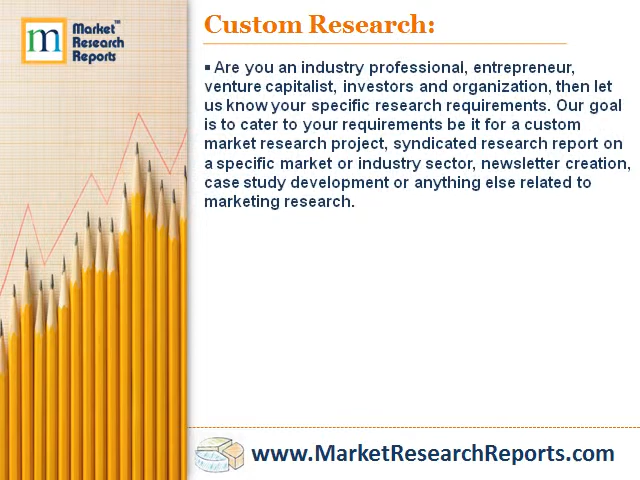 Market™
Research
Reports
m
Custom Research:
▪ Are you an industry professional, entrepreneur,
venture capitalist, investors and organization, then let
us know your specific research requirements. Our goal
is to cater to your requirements be it for a custom
market research project, syndicated research report on
a specific market or industry sector, newsletter creation,
case study development or anything else related to
marketing research.
www.MarketResearchReports.com